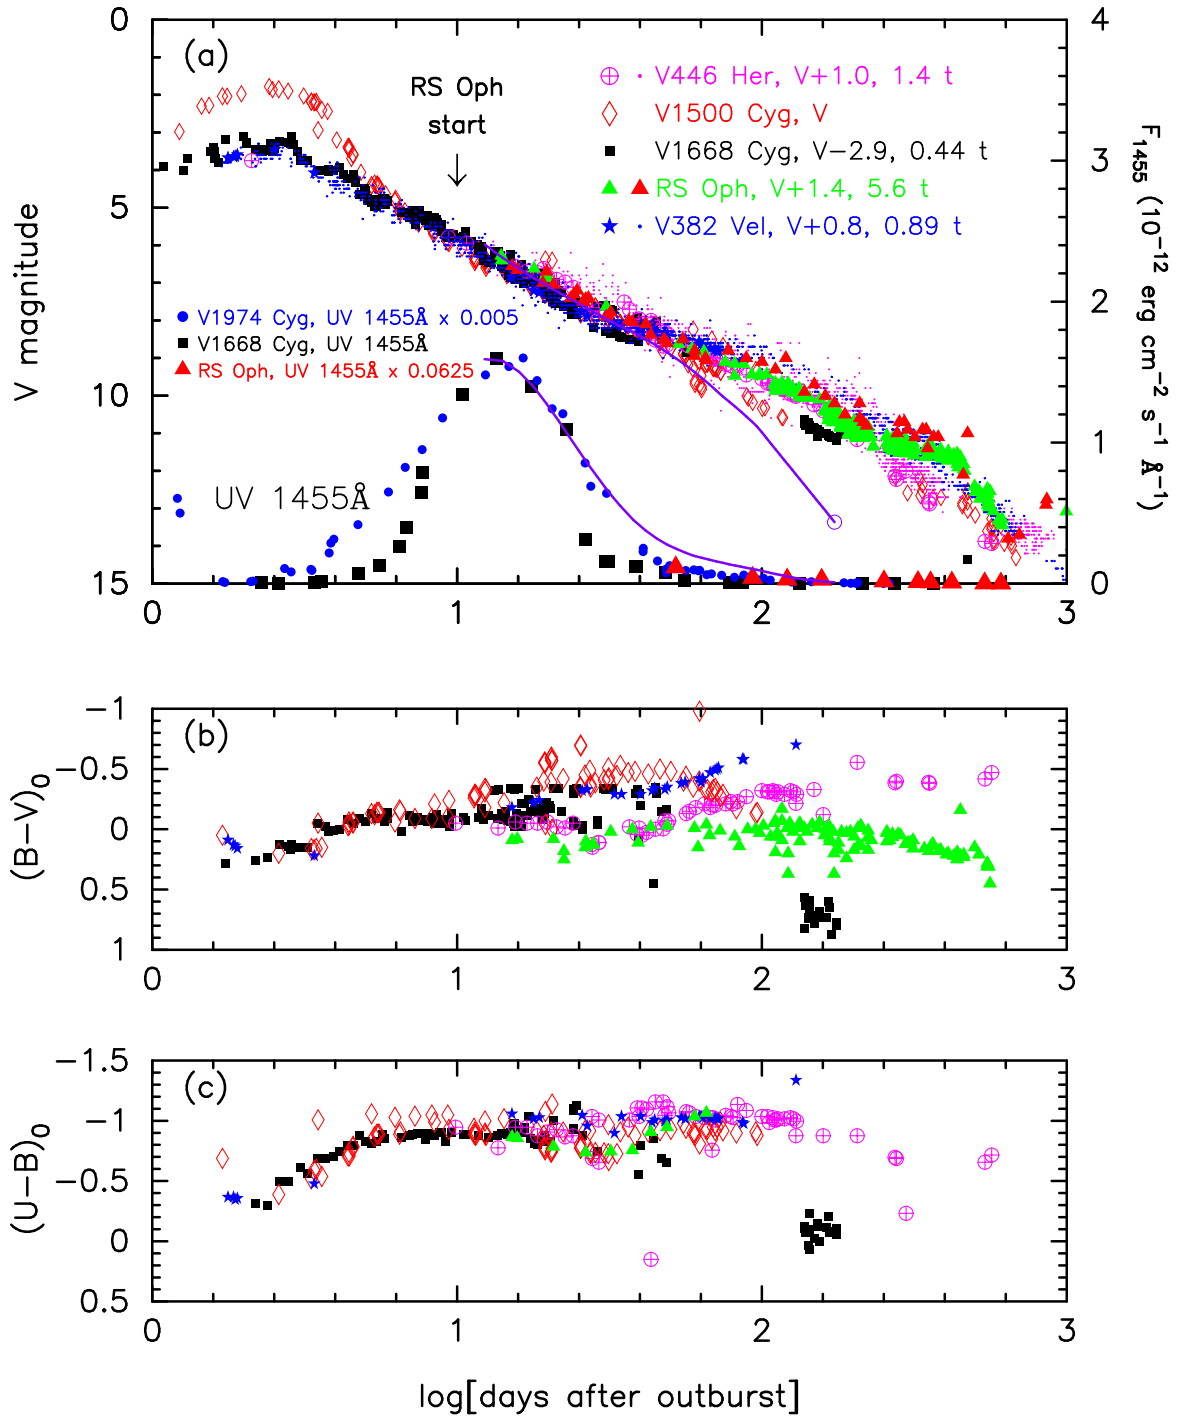 0
5
10
15
V magnitude
(a)
RS Oph
start
V446 Her, V+1.0, 1.4 t
V1500 Cyg, V
V1668 Cyg, V−2.9, 0.44 t
RS Oph, V+1.4, 5.6 t
V382 Vel, V+0.8, 0.89 t
V1974 Cyg, UV 1455Å x 0.005
V1668 Cyg, UV 1455Å
RS Oph, UV 1455Å x 0.0625
UV 1455Å
4
3
2
1
0
F1455 (10−12 erg cm−2 s−1 Å−1)
0 1 2 3
(b)
−1
−0.5
0
0.5
1
(B−V)0
0 1 2 3
(c)
−1.5
−1
−0.5
0
0.5
(U−B)0
0 1 2 3
log[days after outburst]